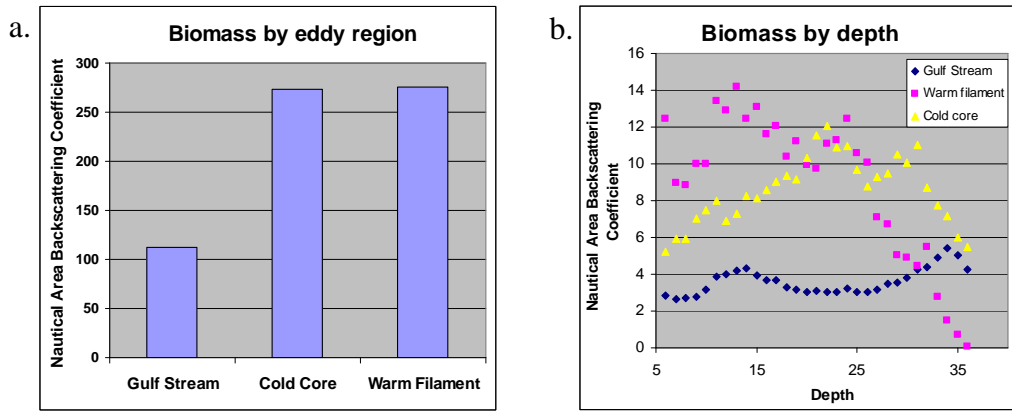 a.
Biomass by eddy region
Nautical Area Backscattering Coefficient
300
250
200
150
100
50
0
Gulf Stream Cold Core Warm Filament
b.
Biomass by depth
Nautical Area Backscattering
Coefficient
16
14
12
10
8
6
4
2
0
5 15 25 35
Depth
Gulf Stream
Warm filament
Cold core